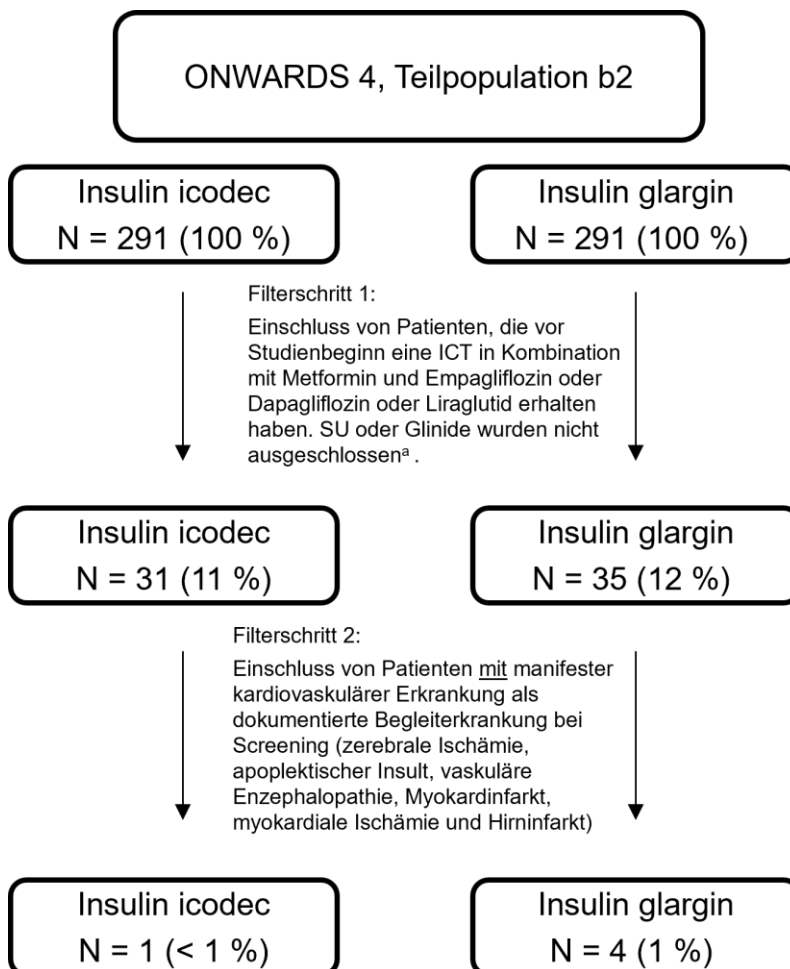 ONWARDS 4, Teilpopulation b2
Insulin icodec
N = 291 (100 %)
Insulin glargin
N = 291 (100 %)
Filterschritt 1:
Einschluss von Patienten, die vor
Studienbeginn eine ICT in Kombination
mit Metformin und Empagliflozin oder
Dapagliflozin oder Liraglutid erhalten
haben. SU oder Glinide wurden nicht
ausgeschlossenᵃ .
Insulin icodec
N = 31 (11 %)
Insulin glargin
N = 35 (12 %)
Filterschritt 2:
Einschluss von Patienten mit manifester
kardiovaskulärer Erkrankung als
dokumentierte Begleiterkrankung bei
Screening (zerebrale Ischämie,
apoplektischer Insult, vaskuläre
Enzephalopathie, Myokardinfarkt,
myokardiale Ischämie und Hirninfarkt)
Insulin icodec
N = 1 (< 1 %)
Insulin glargin
N = 4 (1 %)